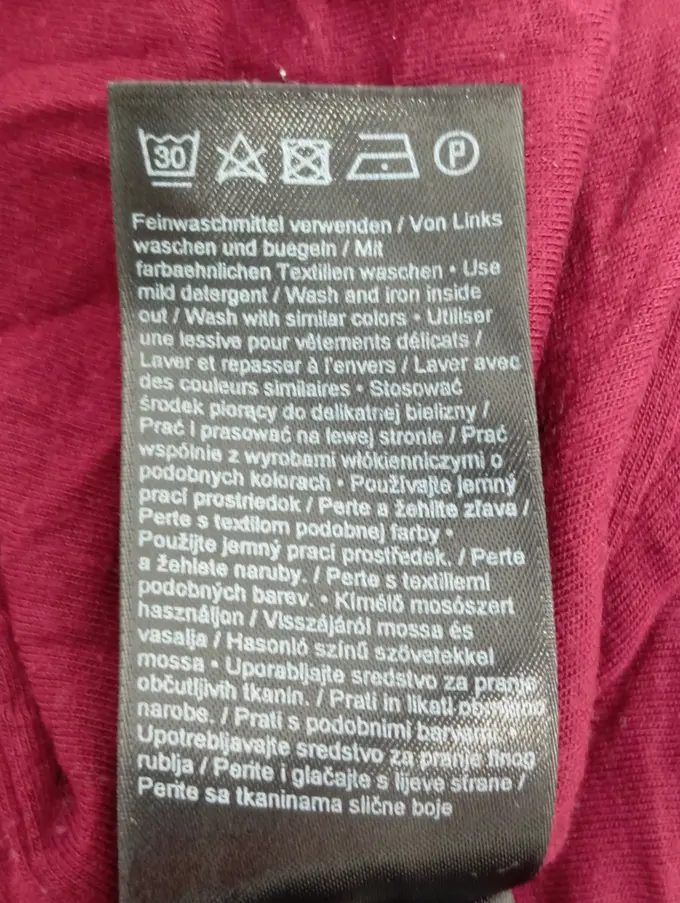 30 P
Feinwaschmittel verwenden / Von Links
waschen und buegeln / Mit
farbaehnlichen Textilien waschen • Use
mild detergent / Wash and iron inside
out / Wash with similar colors • Utiliser
une lessive pour vêtements délicats /
Laver et repasser à l'envers / Laver avec
des couleurs similaires • Stosować
środek piorący do delikatnej bielizny /
Prać i prasować na lewej stronie / Prać
wspólnie z wyrobami włókienniczymi o
podobnych kolorach • Používajte jemný
prací prostriedok / Perte a žehlite zľava /
Perte s textilom podobnej farby •
Použijte jemný prací prostředek. / Perte
a žehlete naruby. / Perte s textiliemi
podobných barev. • Kímélő mosószert
használjon / Visszájáról mossa és
vasalja / Hasonló színű szövetekkel
mossa • Uporabljajte sredstvo za pranje
občutljivih tkanin. / Prati in likati obrnjeno
narobe. / Prati s podobnimi barvami. •
Upotrebljavajte sredstvo za pranje finog
rublja / Perite i glačajte s lijeve strane /
Perite sa tkaninama slične boje